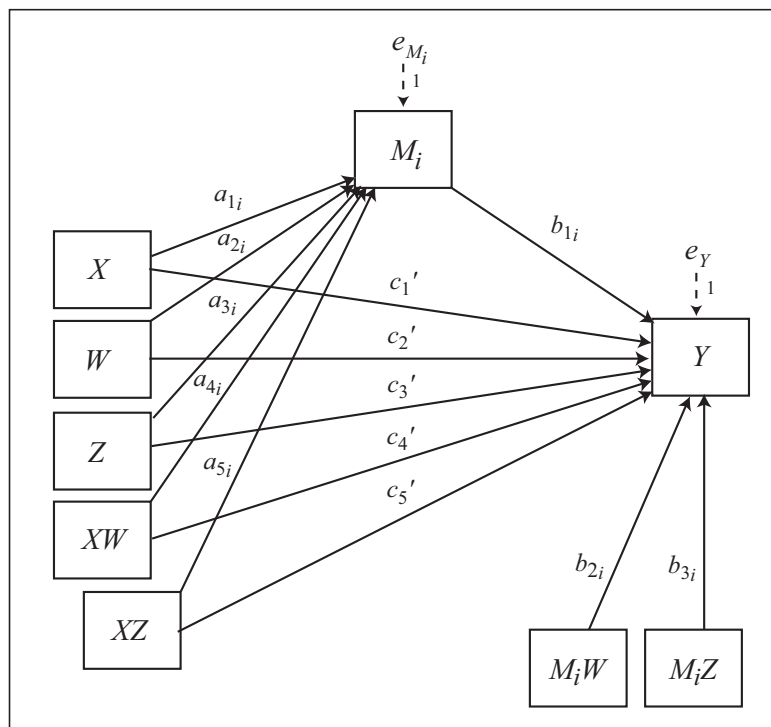 e_{M_i}
1
M_i
a_{1i}
a_{2i}
b_{1i}
X
e_Y
1
a_{3i}
c_1′
W
c_2′
Y
a_{4i}
c_3′
Z
a_{5i}
c_4′
XW
c_5′
b_{2i}
b_{3i}
XZ
M_iW
M_iZ